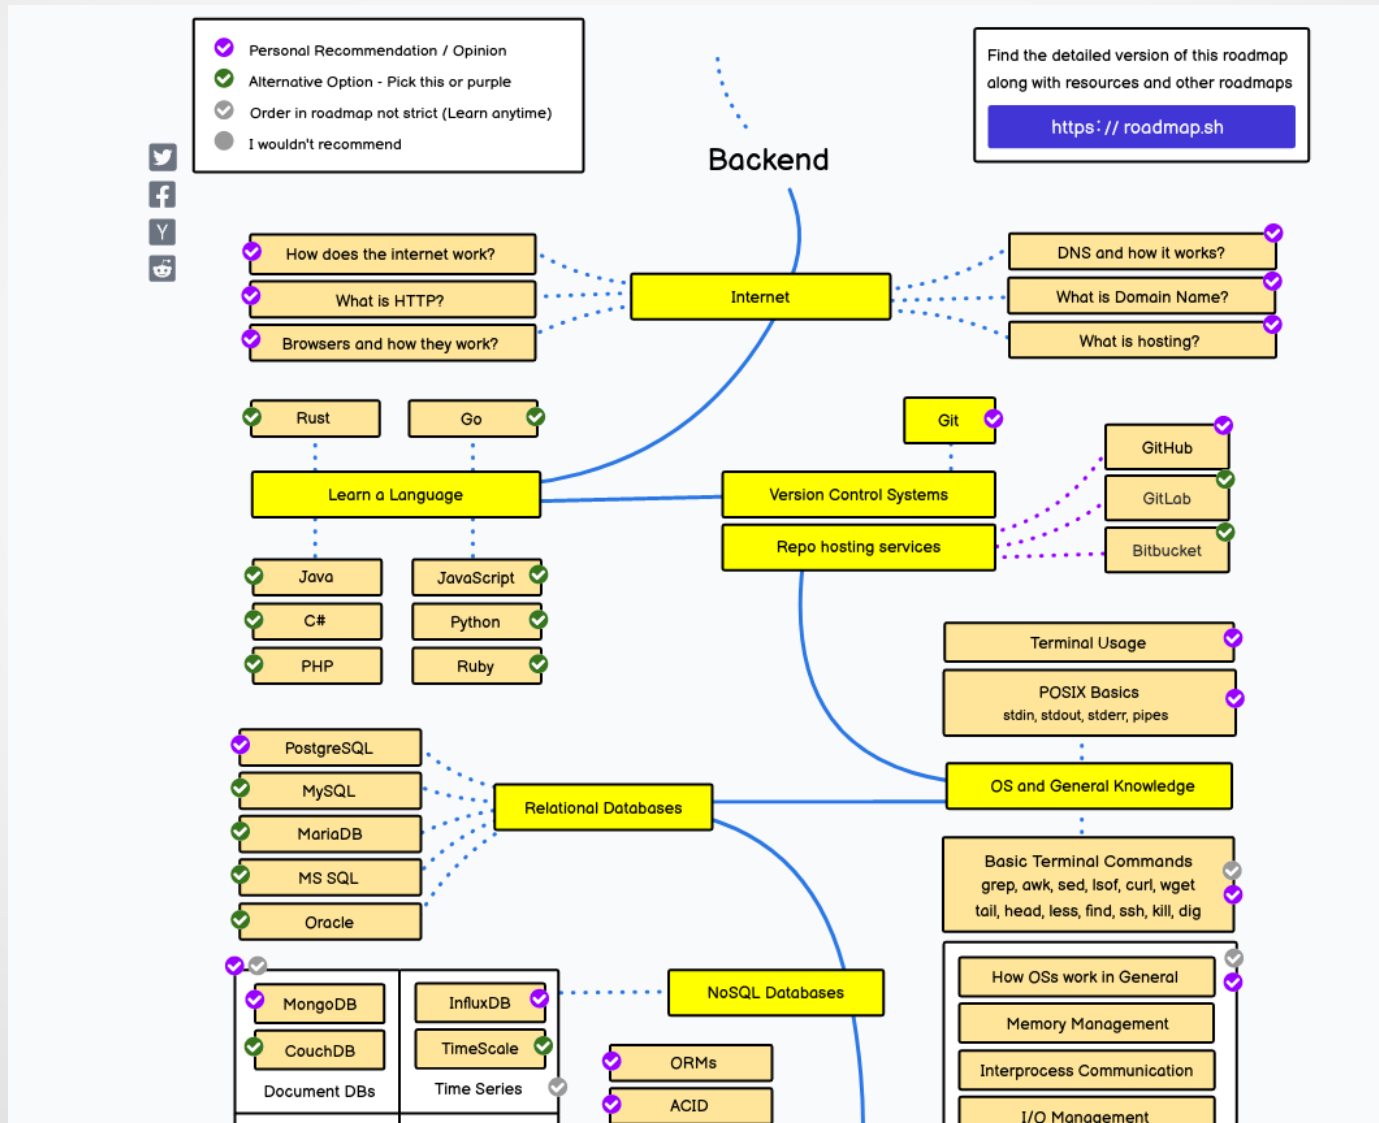 Personal Recommendation / Opinion
Alternative Option - Pick this or purple
Order in roadmap not strict (Learn anytime)
I wouldn't recommend
Find the detailed version of this roadmap
along with resources and other roadmaps
https://roadmap.sh
Backend
How does the internet work?
What is HTTP?
Browsers and how they work?
Internet
DNS and how it works?
What is Domain Name?
What is hosting?
Rust
Go
Learn a Language
Java
JavaScript
C#
Python
PHP
Ruby
Git
Version Control Systems
Repo hosting services
GitHub
GitLab
Bitbucket
Terminal Usage
POSIX Basics
stdin, stdout, stderr, pipes
OS and General Knowledge
Basic Terminal Commands
grep, awk, sed, lsof, curl, wget
tail, head, less, find, ssh, kill, dig
How OSs work in General
Memory Management
Interprocess Communication
I/O Management
PostgreSQL
MySQL
MariaDB
MS SQL
Oracle
Relational Databases
NoSQL Databases
MongoDB
CouchDB
Document DBs
InfluxDB
TimeScale
Time Series
ORMs
ACID